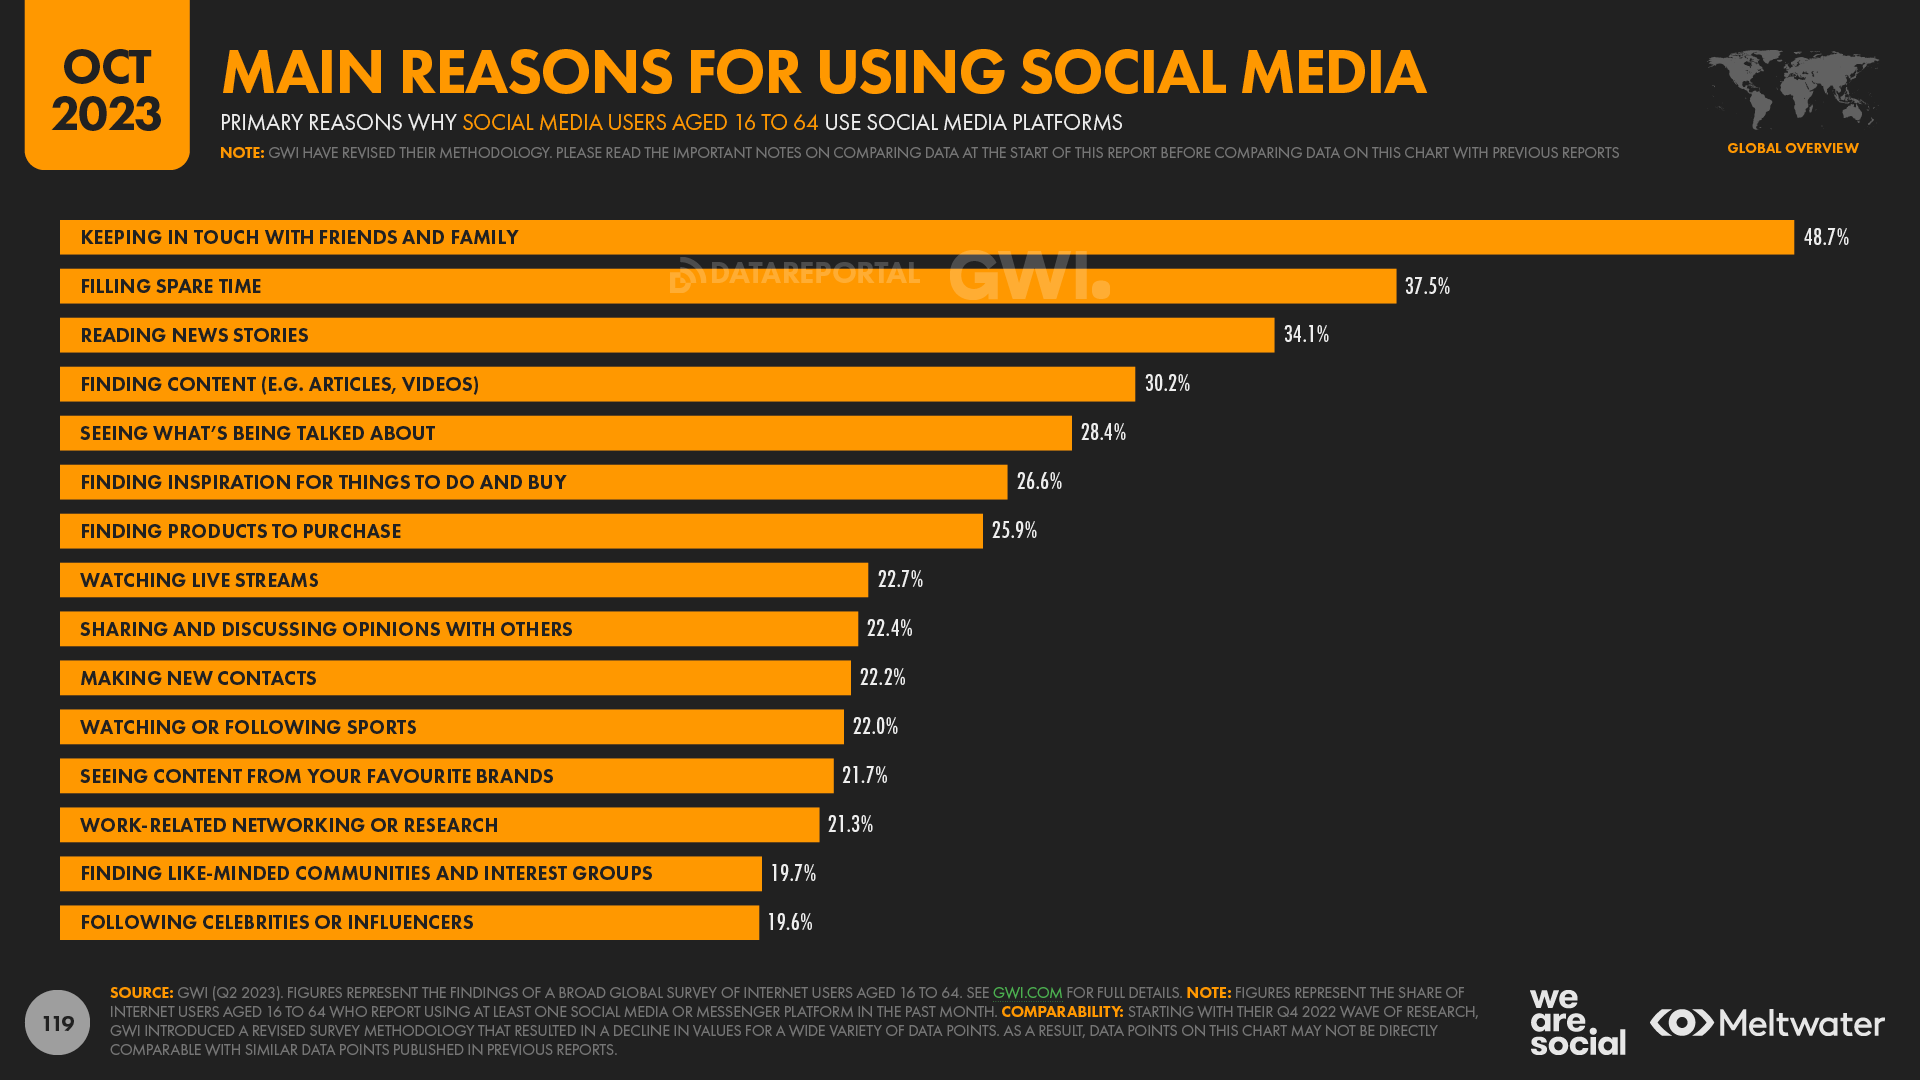 OCT
2023
MAIN REASONS FOR USING SOCIAL MEDIA
PRIMARY REASONS WHY SOCIAL MEDIA USERS AGED 16 TO 64 USE SOCIAL MEDIA PLATFORMS
NOTE: GWI HAVE REVISED THEIR METHODOLOGY. PLEASE READ THE IMPORTANT NOTES ON COMPARING DATA AT THE START OF THIS REPORT BEFORE COMPARING DATA ON THIS CHART WITH PREVIOUS REPORTS
GLOBAL OVERVIEW
KEEPING IN TOUCH WITH FRIENDS AND FAMILY 48.7%
DATAREPORTAL GWI.
FILLING SPARE TIME 37.5%
READING NEWS STORIES 34.1%
FINDING CONTENT (E.G. ARTICLES, VIDEOS) 30.2%
SEEING WHAT’S BEING TALKED ABOUT 28.4%
FINDING INSPIRATION FOR THINGS TO DO AND BUY 26.6%
FINDING PRODUCTS TO PURCHASE 25.9%
WATCHING LIVE STREAMS 22.7%
SHARING AND DISCUSSING OPINIONS WITH OTHERS 22.4%
MAKING NEW CONTACTS 22.2%
WATCHING OR FOLLOWING SPORTS 22.0%
SEEING CONTENT FROM YOUR FAVOURITE BRANDS 21.7%
WORK-RELATED NETWORKING OR RESEARCH 21.3%
FINDING LIKE-MINDED COMMUNITIES AND INTEREST GROUPS 19.7%
FOLLOWING CELEBRITIES OR INFLUENCERS 19.6%
119
SOURCE: GWI (Q2 2023). FIGURES REPRESENT THE FINDINGS OF A BROAD GLOBAL SURVEY OF INTERNET USERS AGED 16 TO 64. SEE GWI.COM FOR FULL DETAILS. NOTE: FIGURES REPRESENT THE SHARE OF
INTERNET USERS AGED 16 TO 64 WHO REPORT USING AT LEAST ONE SOCIAL MEDIA OR MESSENGER PLATFORM IN THE PAST MONTH. COMPARABILITY: STARTING WITH THEIR Q4 2022 WAVE OF RESEARCH,
GWI INTRODUCED A REVISED SURVEY METHODOLOGY THAT RESULTED IN A DECLINE IN VALUES FOR A WIDE VARIETY OF DATA POINTS. AS A RESULT, DATA POINTS ON THIS CHART MAY NOT BE DIRECTLY
COMPARABLE WITH SIMILAR DATA POINTS PUBLISHED IN PREVIOUS REPORTS.
we
are
social
Meltwater